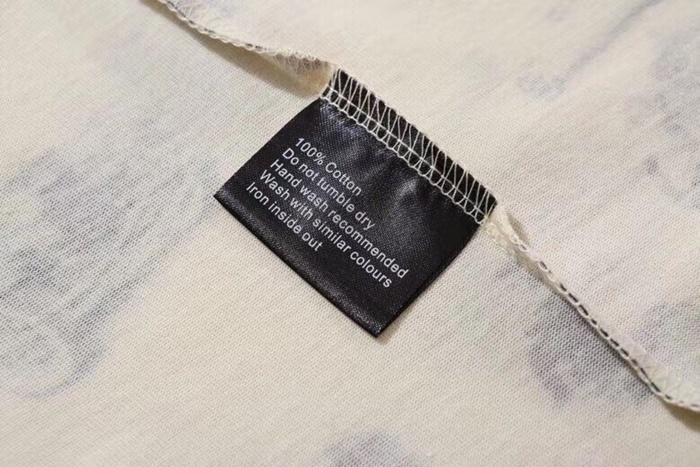 100% Cotton
Do not tumble dry
Hand wash recommended
Wash with similar colours
Iron inside out